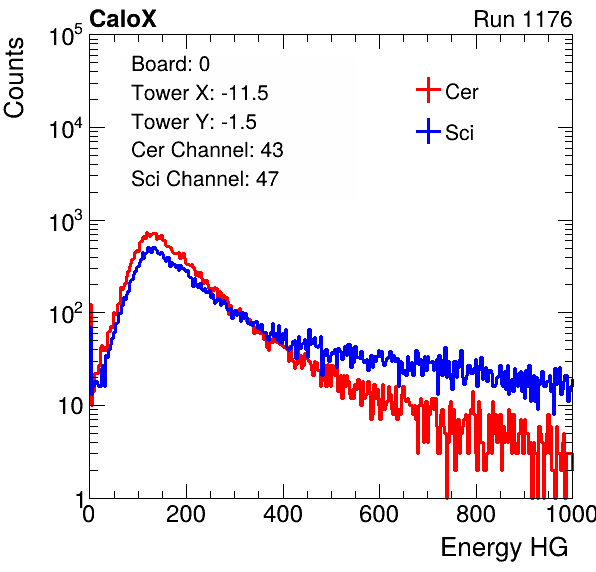 CaloX Run 1176
Counts
10^5
10^4
10^3
10^2
10
1
Board: 0
Tower X: -11.5
Tower Y: -1.5
Cer Channel: 43
Sci Channel: 47
Cer
Sci
0 200 400 600 800 1000
Energy HG